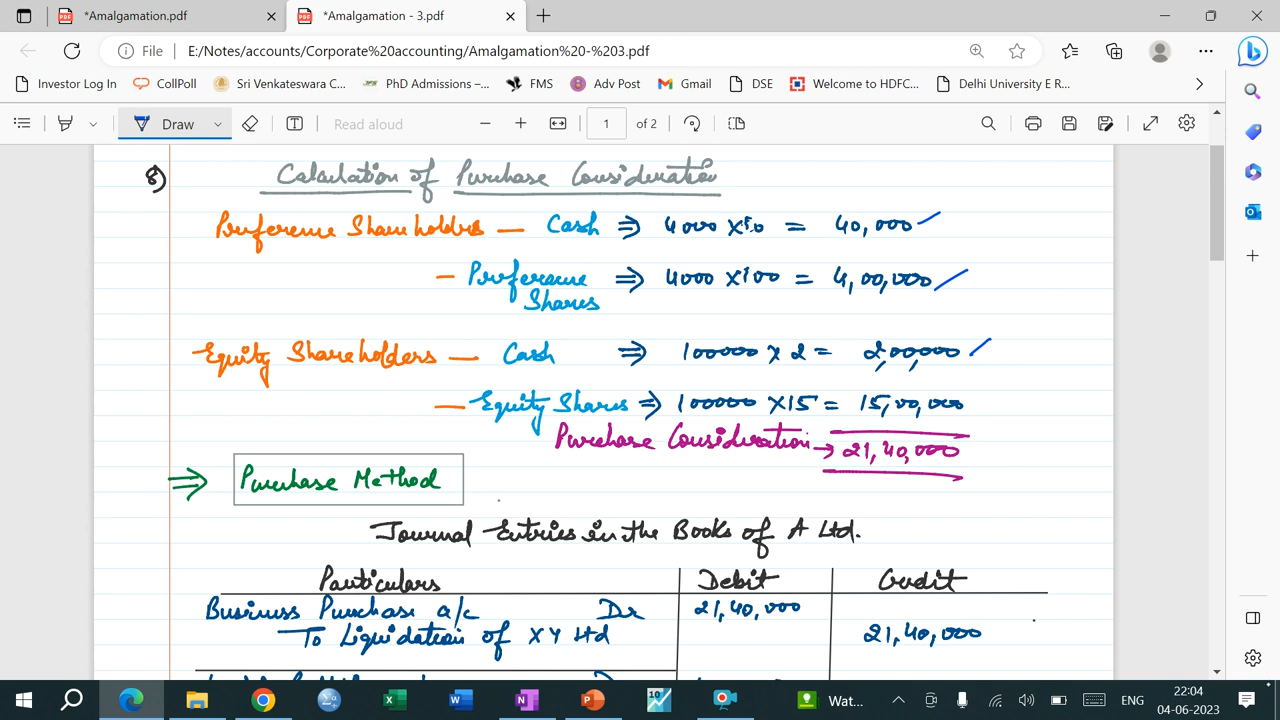 *Amalgamation.pdf
*Amalgamation - 3.pdf
File E:/Notes/accounts/Corporate%20accounting/Amalgamation%20-%203.pdf
Investor Log In CollPoll Sri Venkateswara C... PhD Admissions –... FMS Adv Post Gmail DSE Welcome to HDFC... Delhi University E R...
Draw Read aloud 1 of 2
8) Calculation of Purchase Consideration
Preference Shareholders — Cash ⇒ 4000 × 10 = 40,000
— Preference Shares ⇒ 4000 × 100 = 4,00,000
Equity Shareholders — Cash ⇒ 100000 × 2 = 2,00,000
— Equity Shares ⇒ 100000 × 15 = 15,00,000
Purchase Consideration → 21,40,000
⇒ Purchase Method
Journal Entries in the Books of A Ltd.
Particulars Debit Credit
Business Purchase a/c Dr 21,40,000
To Liquidation of XY Ltd 21,40,000
Wat... ENG 22:04
04-06-2023